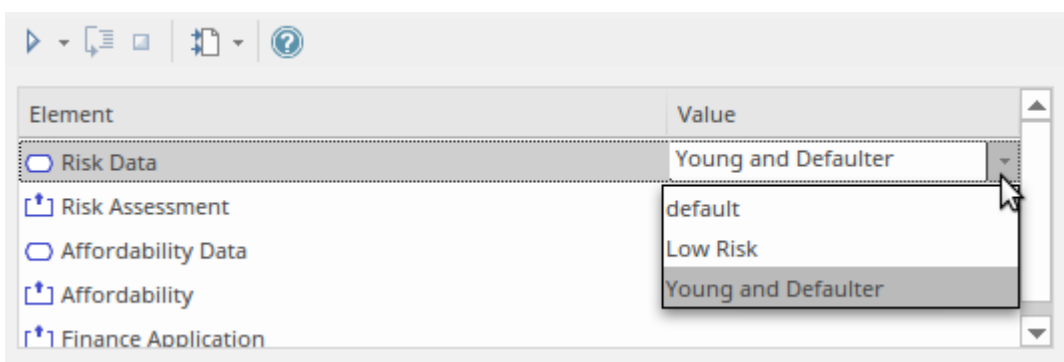 Element Value
Risk Data Young and Defaulter
Risk Assessment default
Affordability Data Low Risk
Affordability Young and Defaulter
Finance Application